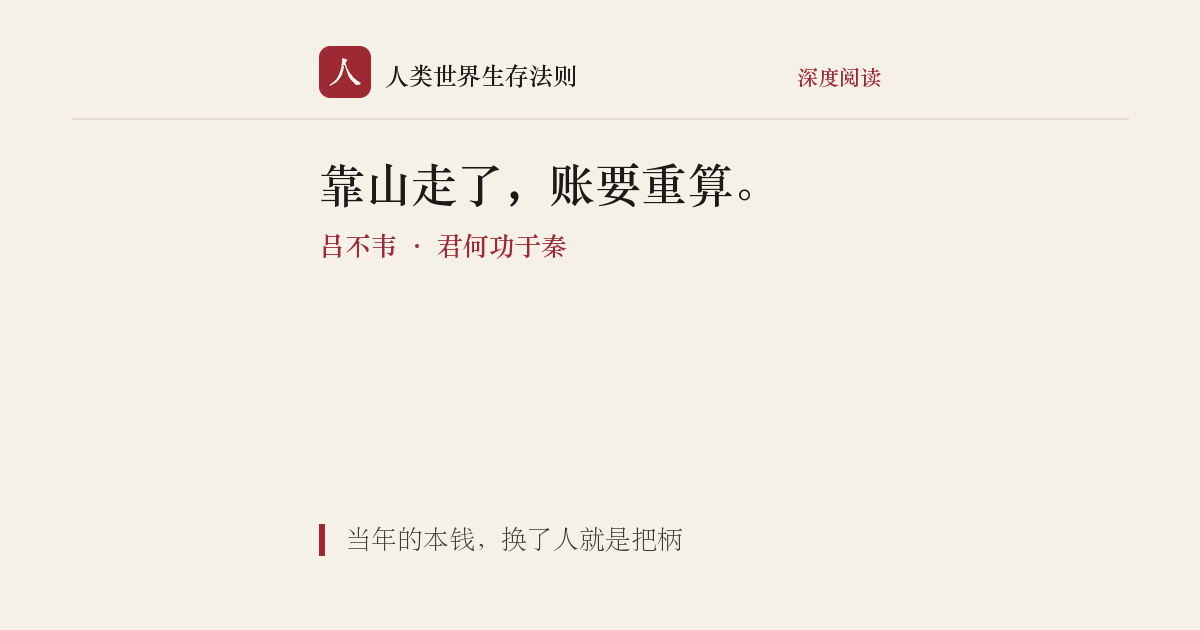 人 人类世界生存法则 深度阅读
靠山走了，账要重算。
吕不韦 · 君何功于秦
当年的本钱，换了人就是把柄